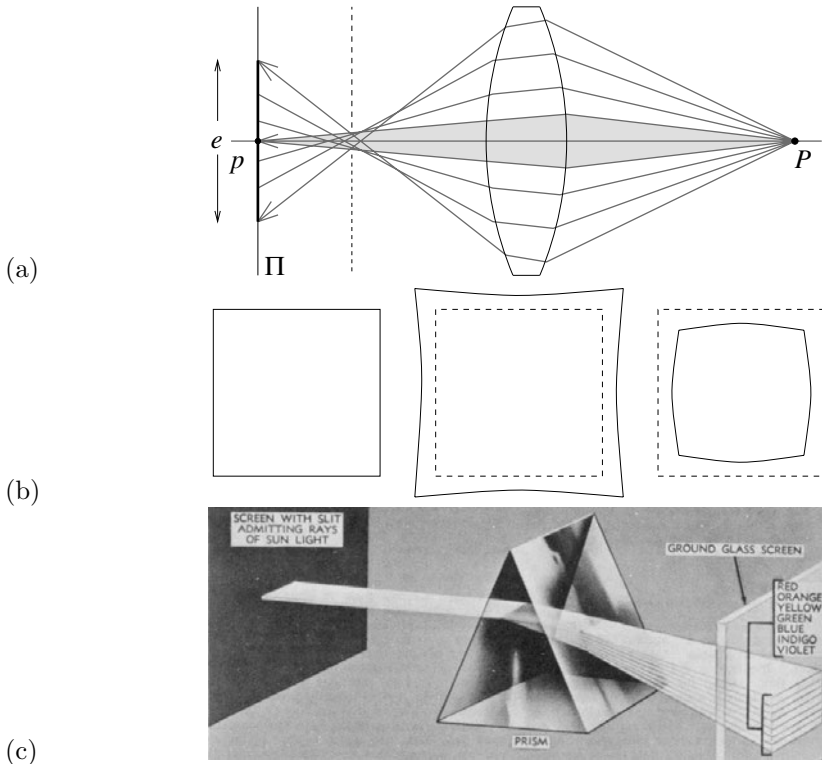 e
p
P
Π
(a)
(b)
SCREEN WITH SLIT
ADMITTING RAYS
OF SUN LIGHT
GROUND GLASS SCREEN
RED
ORANGE
YELLOW
GREEN
BLUE
INDIGO
VIOLET
PRISM
(c)